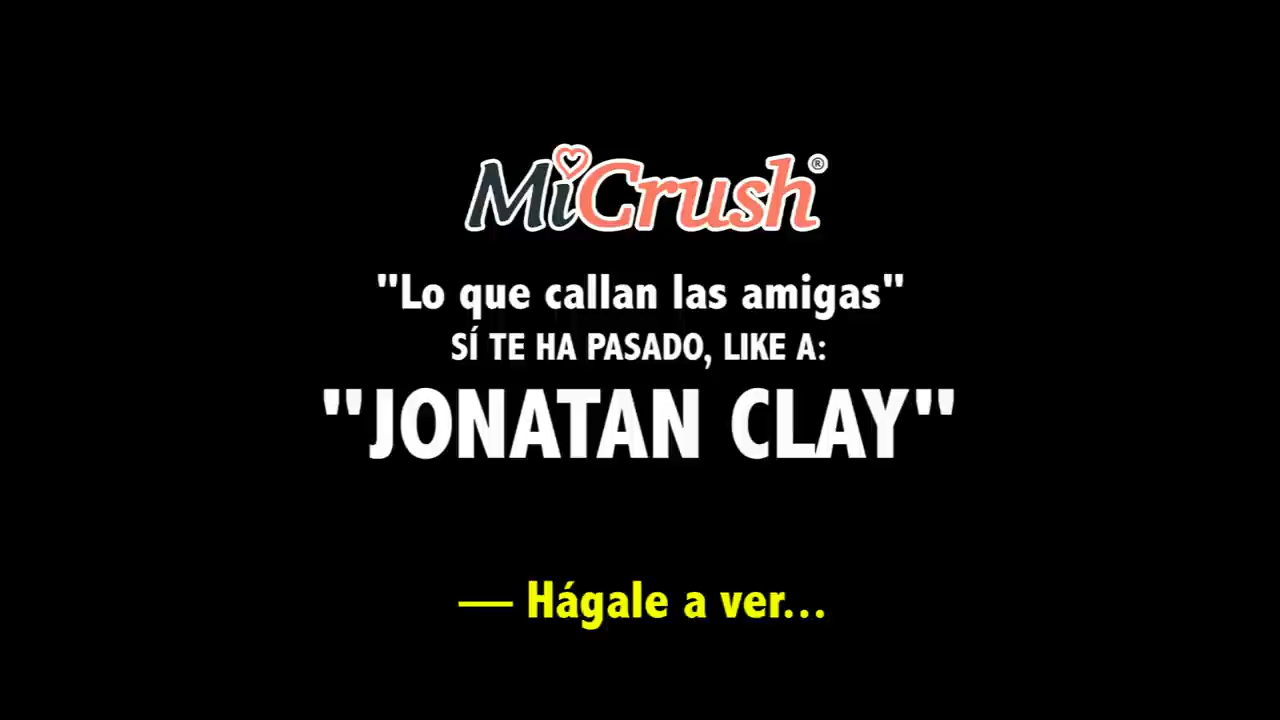 MiCrush®
"Lo que callan las amigas"
SÍ TE HA PASADO, LIKE A:
"JONATAN CLAY"
— Hágale a ver...